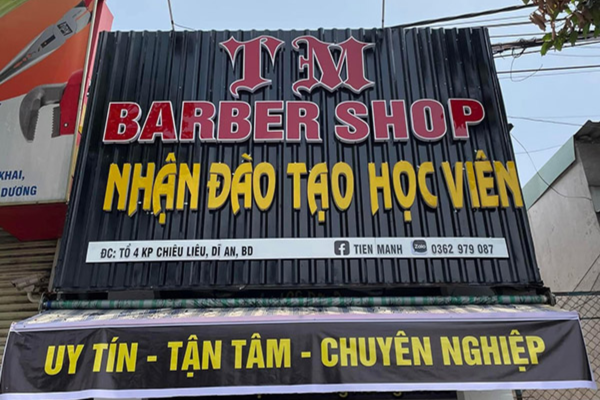 TM
BARBER SHOP
NHẬN ĐÀO TẠO HỌC VIÊN
ĐC: TỔ 4 KP CHIÊU LIÊU, DĨ AN, BD
TIEN MANH
Zalo
0362 979 087
UY TÍN - TẬN TÂM - CHUYÊN NGHIỆP
KHAI,
DƯƠNG